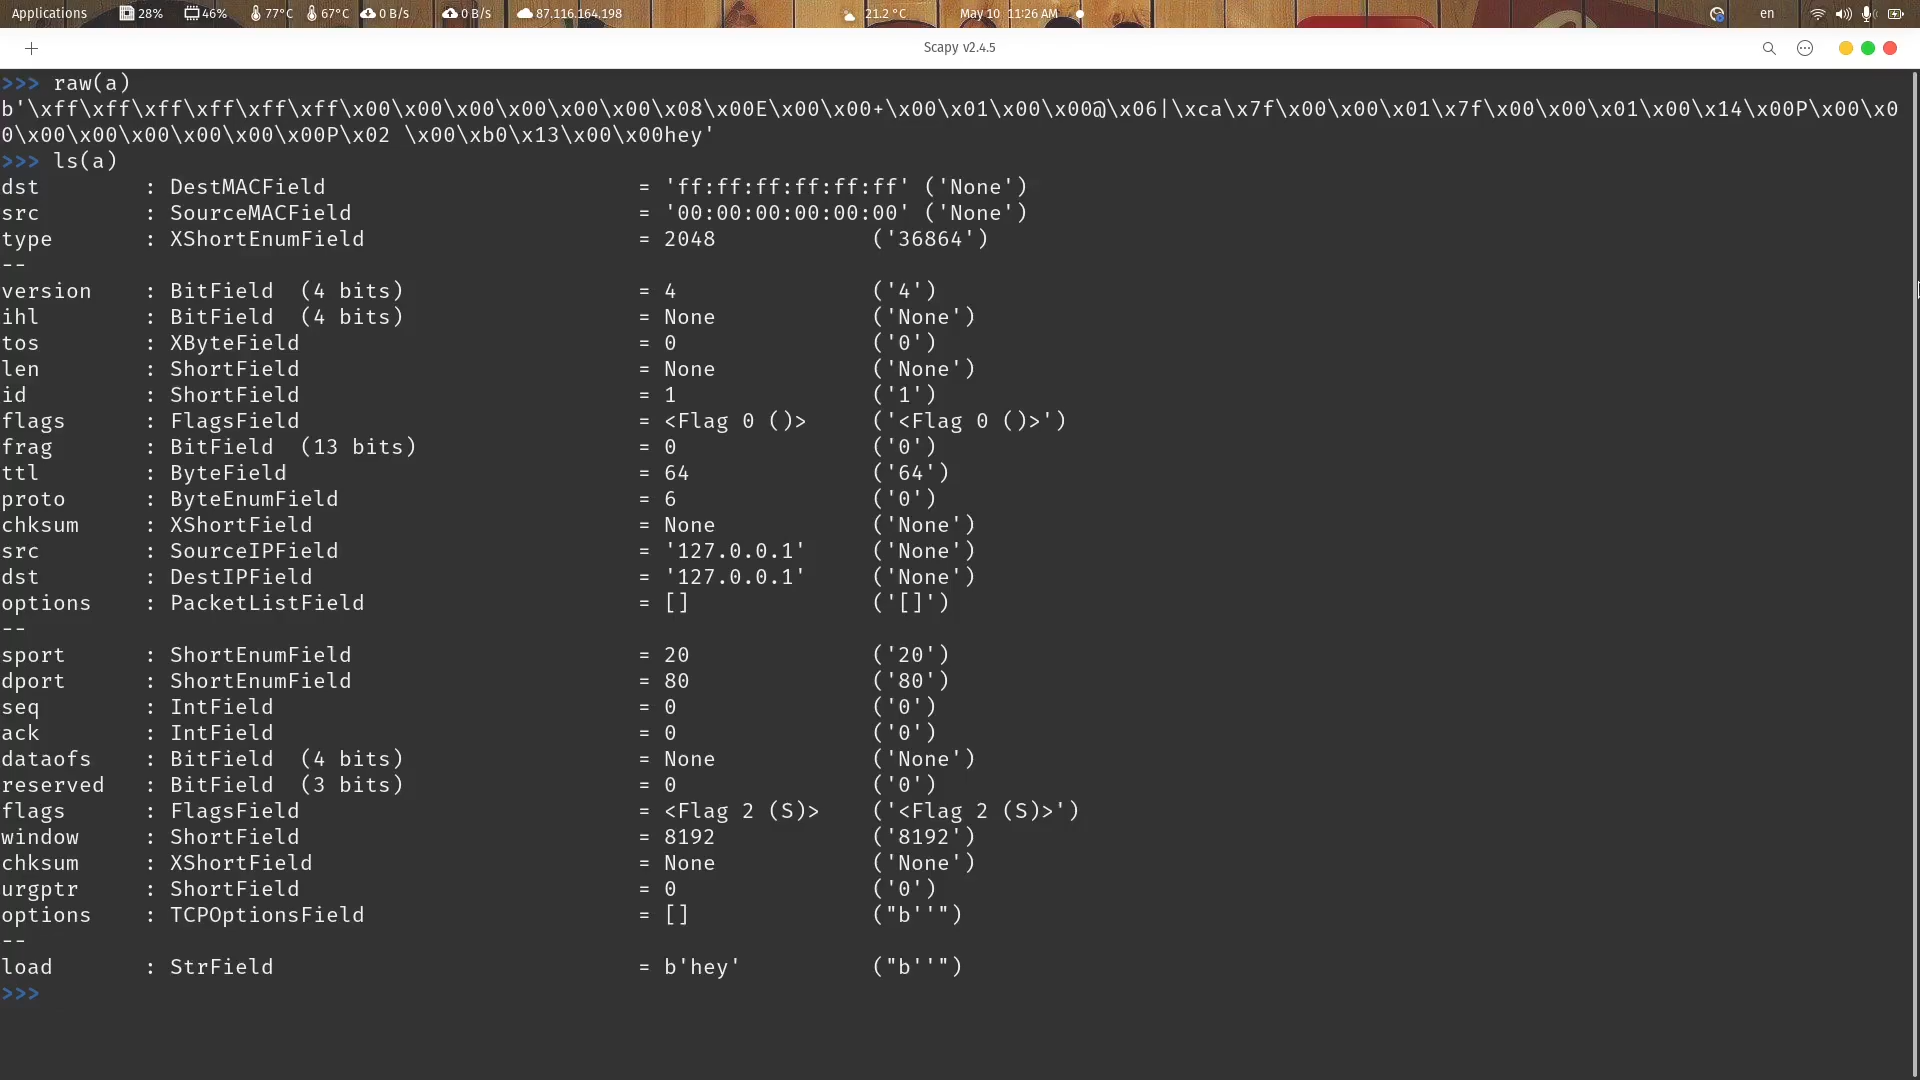 Applications 28% 46% 77°C 67°C 0 B/s 0 B/s 87.116.164.198 21.2 °C May 10 11:26 AM en
Scapy v2.4.5
>>> raw(a)
b'\xff\xff\xff\xff\xff\xff\x00\x00\x00\x00\x00\x00\x08\x00E\x00\x00+\x00\x01\x00\x00@\x06|\xca\x7f\x00\x00\x01\x7f\x00\x00\x01\x00\x14\x00P\x00\x0
0\x00\x00\x00\x00\x00\x00P\x02 \x00\xb0\x13\x00\x00hey'
>>> ls(a)
dst : DestMACField = 'ff:ff:ff:ff:ff:ff' ('None')
src : SourceMACField = '00:00:00:00:00:00' ('None')
type : XShortEnumField = 2048 ('36864')
--
version : BitField (4 bits) = 4 ('4')
ihl : BitField (4 bits) = None ('None')
tos : XByteField = 0 ('0')
len : ShortField = None ('None')
id : ShortField = 1 ('1')
flags : FlagsField = <Flag 0 ()> ('<Flag 0 ()>')
frag : BitField (13 bits) = 0 ('0')
ttl : ByteField = 64 ('64')
proto : ByteEnumField = 6 ('0')
chksum : XShortField = None ('None')
src : SourceIPField = '127.0.0.1' ('None')
dst : DestIPField = '127.0.0.1' ('None')
options : PacketListField = [] ('[]')
--
sport : ShortEnumField = 20 ('20')
dport : ShortEnumField = 80 ('80')
seq : IntField = 0 ('0')
ack : IntField = 0 ('0')
dataofs : BitField (4 bits) = None ('None')
reserved : BitField (3 bits) = 0 ('0')
flags : FlagsField = <Flag 2 (S)> ('<Flag 2 (S)>')
window : ShortField = 8192 ('8192')
chksum : XShortField = None ('None')
urgptr : ShortField = 0 ('0')
options : TCPOptionsField = [] ("b''")
--
load : StrField = b'hey' ("b''")
>>>